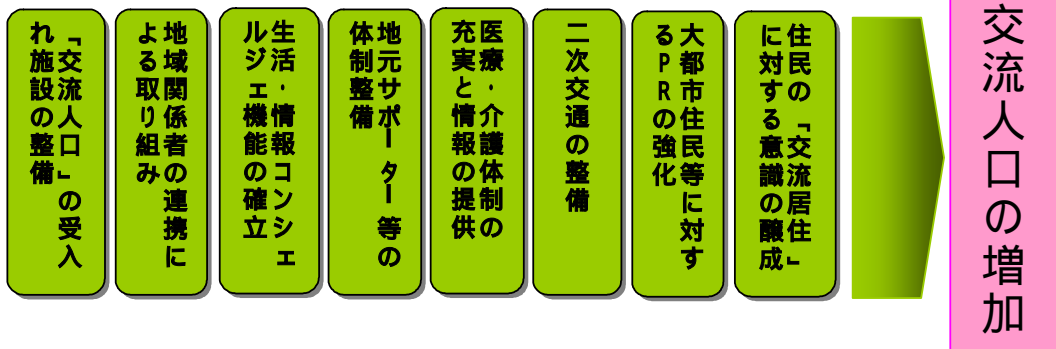 交流人口の増加
住民の「交流居住」
に対する意識の醸成
大都市住民等に対す
るPRの強化
二次交通の整備
医療・介護体制の
充実と情報の提供
地元サポーター等の
体制整備
生活・情報コンシェ
ルジェ機能の確立
地域関係者の連携に
よる取り組み
「交流人口」の受入
れ施設の整備